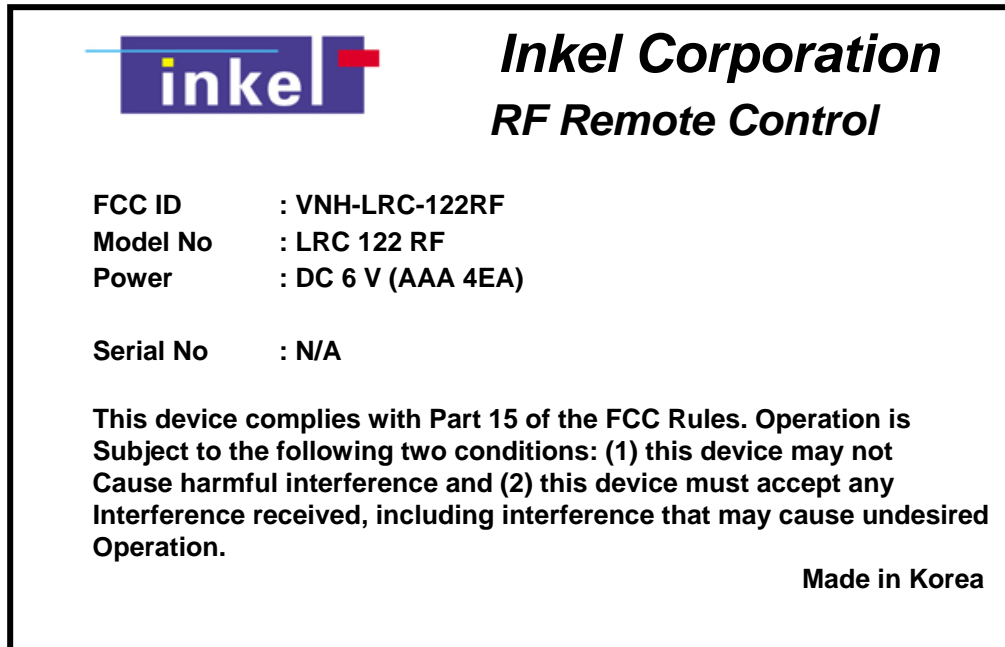 inkel
Inkel Corporation
RF Remote Control
FCC ID : VNH-LRC-122RF
Model No : LRC 122 RF
Power : DC 6 V (AAA 4EA)
Serial No : N/A
This device complies with Part 15 of the FCC Rules. Operation is
Subject to the following two conditions: (1) this device may not
Cause harmful interference and (2) this device must accept any
Interference received, including interference that may cause undesired
Operation.
Made in Korea